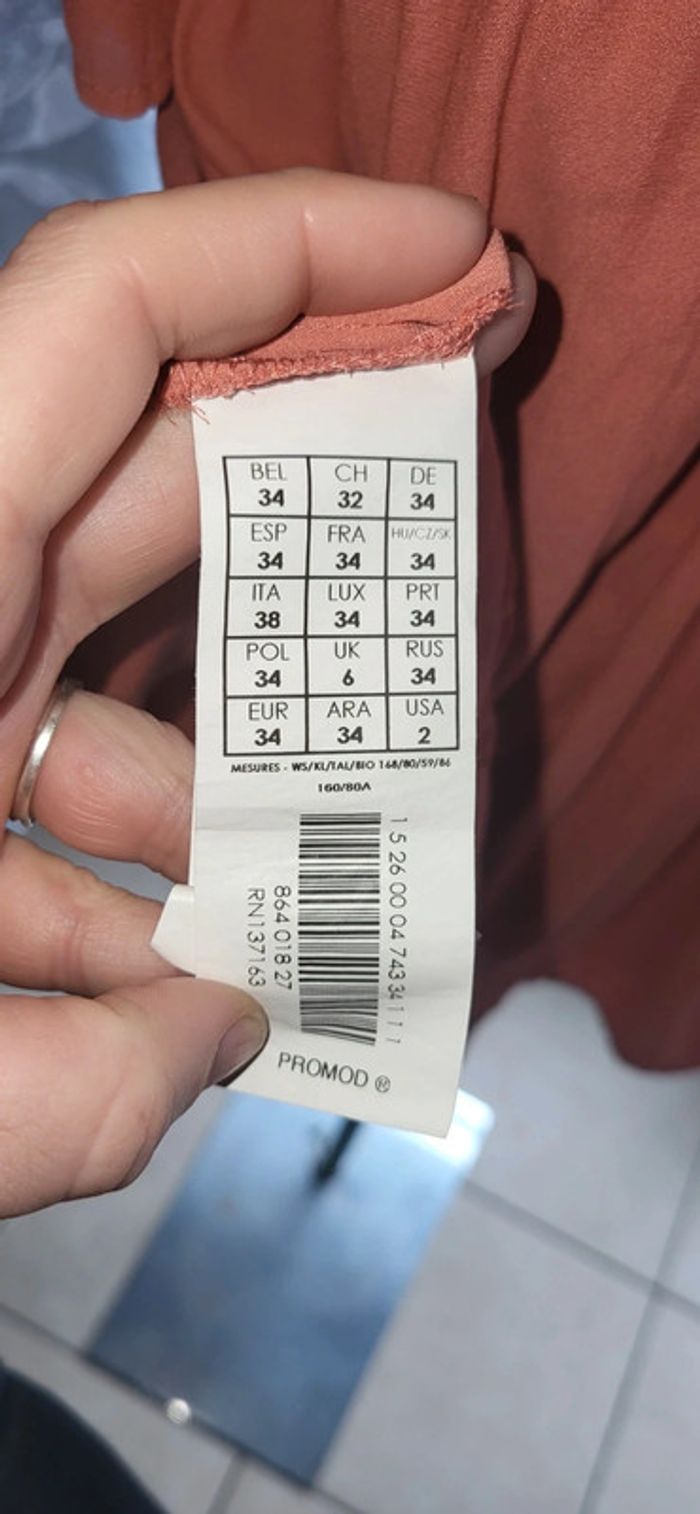 BEL CH DE
34 32 34
ESP FRA HU/CZ/SK
34 34 34
ITA LUX PRT
38 34 34
POL UK RUS
34 6 34
EUR ARA USA
34 34 2
MESURES - WS/KL/TAL/BIO 168/80/59/86
160/80A
1 5 26 00 04 743 34 1 1 1
864 018 27
RN137163
PROMOD ®